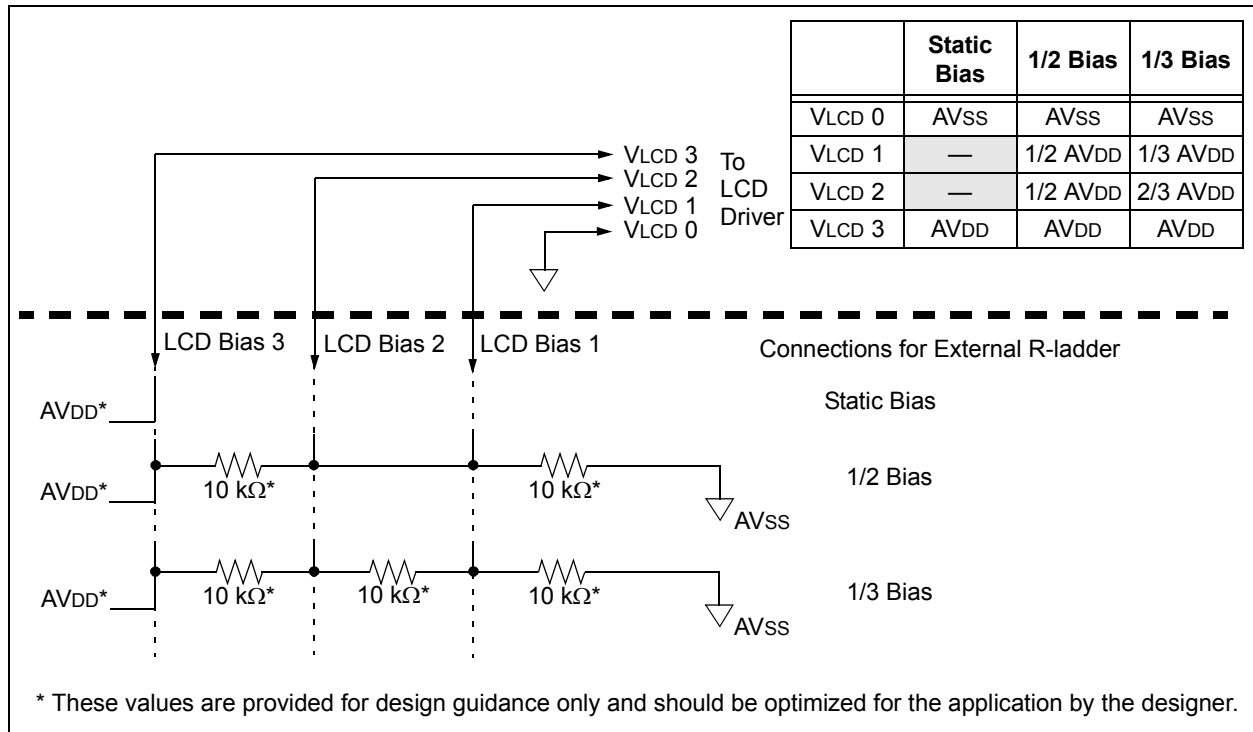 Static Bias 1/2 Bias 1/3 Bias
VLCD 0 AVSS AVSS AVSS
VLCD 1 — 1/2 AVDD 1/3 AVDD
VLCD 2 — 1/2 AVDD 2/3 AVDD
VLCD 3 AVDD AVDD AVDD
VLCD 3
VLCD 2
VLCD 1
VLCD 0
To
LCD
Driver
LCD Bias 3 LCD Bias 2 LCD Bias 1 Connections for External R-ladder
AVDD* Static Bias
AVDD* 10 kΩ* 10 kΩ* AVSS 1/2 Bias
AVDD* 10 kΩ* 10 kΩ* 10 kΩ* AVSS 1/3 Bias
* These values are provided for design guidance only and should be optimized for the application by the designer.